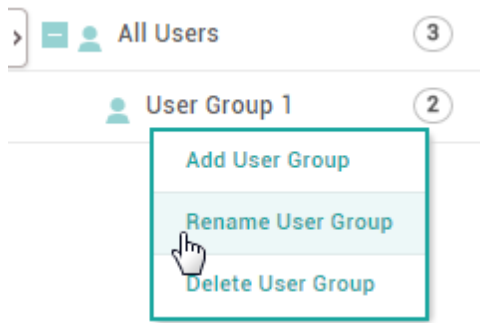 All Users 3
User Group 1 2
Add User Group
Rename User Group
Delete User Group